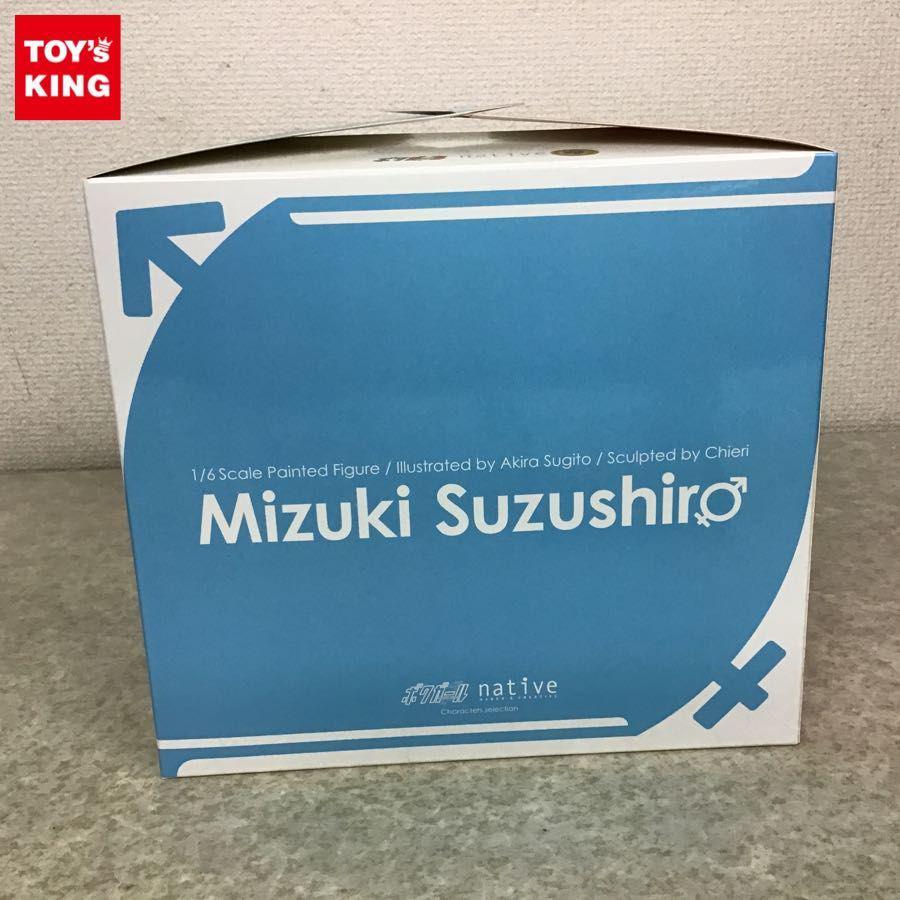 TOY's
KING
1/6 Scale Painted Figure / Illustrated by Akira Sugito / Sculpted by Chieri
Mizuki Suzushiro
ボクガール native
Characters selection